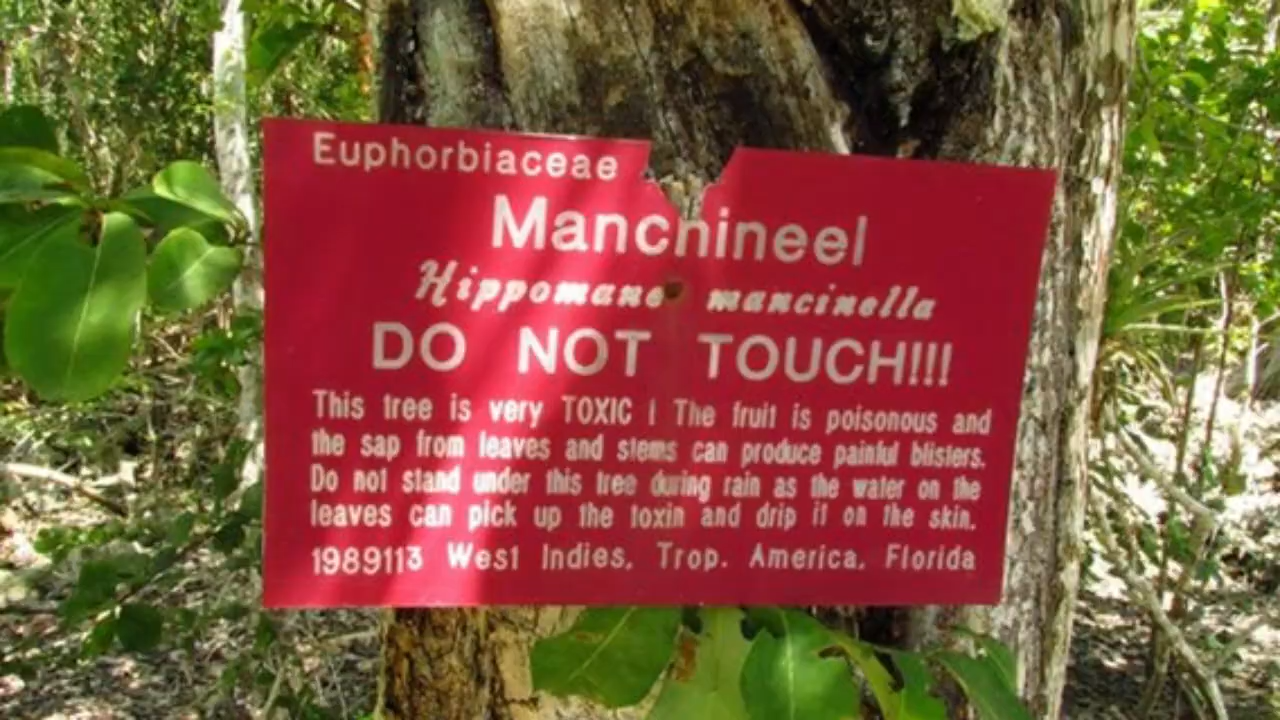 Euphorbiaceae
Manchineel
Hippomane mancinella
DO NOT TOUCH!!!
This tree is very TOXIC ! The fruit is poisonous and
the sap from leaves and stems can produce painful blisters.
Do not stand under this tree during rain as the water on the
leaves can pick up the toxin and drip it on the skin.
1989113 West Indies, Trop. America, Florida